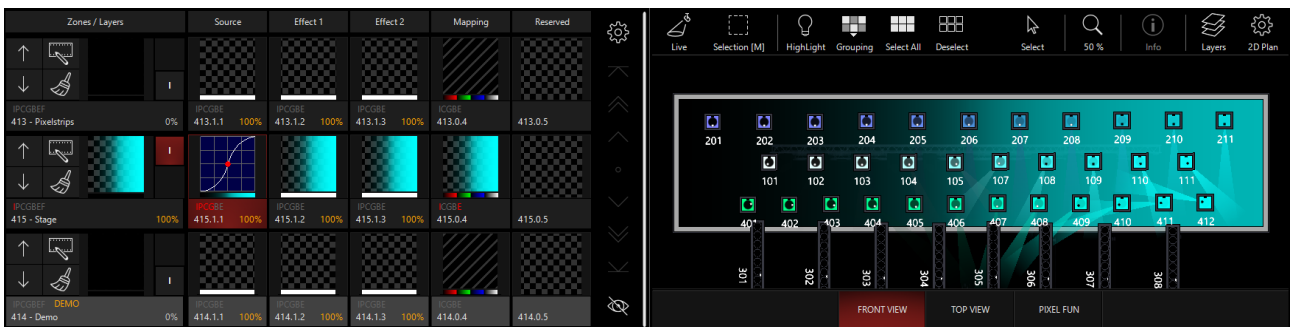 Zones / Layers Source Effect 1 Effect 2 Mapping Reserved
I
IPCGBEF IPCGBE IPCGBE IPCGBE ICGBE
413 - Pixelstrips 0% 413.1.1 100% 413.1.2 100% 413.1.3 100% 413.0.4 413.0.5
I
IPCGBEF IPCGBE IPCGBE IPCGBE ICGBE
415 - Stage 100% 415.1.1 100% 415.1.2 100% 415.1.3 100% 415.0.4 415.0.5
I
IPCGBEF DEMO IPCGBE IPCGBE IPCGBE ICGBE
414 - Demo 0% 414.1.1 100% 414.1.2 100% 414.1.3 100% 414.0.4 414.0.5
Live Selection [M] HighLight Grouping Select All Deselect Select 50 % Info Layers 2D Plan
201 202 203 204 205 206 207 208 209 210 211
101 102 103 104 105 107 108 109 110 111
401 402 403 404 405 406 407 408 409 410 411 412
301 302 303 304 305 306 307 308
FRONT VIEW TOP VIEW PIXEL FUN